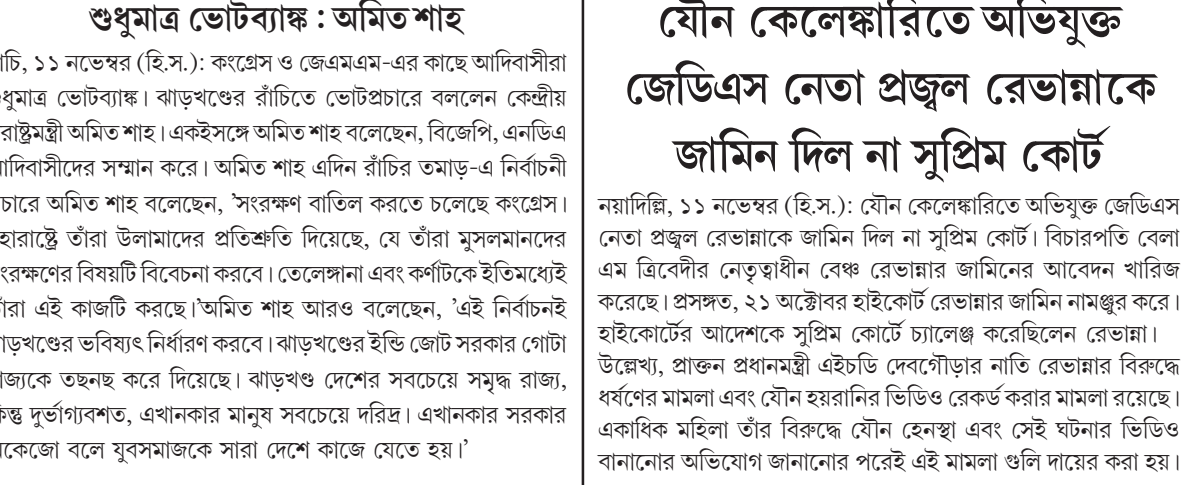 শুধুমাত্র ভোটব্যাঙ্ক : অমিত শাহ
নভেম্বর (হি.স.): কংগ্রেস ও জেএমএম-এর কাছে আদিবাসীরা
ভোটব্যাঙ্ক। ঝাড়খণ্ডের রাঁচিতে ভোটপ্রচারে বললেন কেন্দ্রীয়
অমিত শাহ। একইসঙ্গে অমিত শাহ বলেছেন, বিজেপি, এনডিএ
সম্মান করে। অমিত শাহ এদিন রাঁচির তমাড়-এ নির্বাচনী
অমিত শাহ বলেছেন, 'সংরক্ষণ বাতিল করতে চলেছে কংগ্রেস।
তাঁরা উলামাদের প্রতিশ্রুতি দিয়েছে, যে তাঁরা মুসলমানদের
বিষয়টি বিবেচনা করবে। তেলেঙ্গানা এবং কর্ণাটকে ইতিমধ্যেই
এই কাজটি করছে।'অমিত শাহ আরও বলেছেন, 'এই নির্বাচনই
ভবিষ্যৎ নির্ধারণ করবে। ঝাড়খণ্ডের ইন্ডি জোট সরকার গোটা
তছনছ করে দিয়েছে। ঝাড়খণ্ড দেশের সবচেয়ে সমৃদ্ধ রাজ্য,
দুর্ভাগ্যবশত, এখানকার মানুষ সবচেয়ে দরিদ্র। এখানকার সরকার
বলে যুবসমাজকে সারা দেশে কাজে যেতে হয়।'
যৌন কেলেঙ্কারিতে অভিযুক্ত
জেডিএস নেতা প্রজ্বল রেভান্নাকে
জামিন দিল না সুপ্রিম কোর্ট
নয়াদিল্লি, ১১ নভেম্বর (হি.স.): যৌন কেলেঙ্কারিতে অভিযুক্ত জেডিএস
নেতা প্রজ্বল রেভান্নাকে জামিন দিল না সুপ্রিম কোর্ট। বিচারপতি বেলা
এম ত্রিবেদীর নেতৃত্বাধীন বেঞ্চ রেভান্নার জামিনের আবেদন খারিজ
করেছে। প্রসঙ্গত, ২১ অক্টোবর হাইকোর্ট রেভান্নার জামিন নামঞ্জুর করে।
হাইকোর্টের আদেশকে সুপ্রিম কোর্টে চ্যালেঞ্জ করেছিলেন রেভান্না।
উল্লেখ্য, প্রাক্তন প্রধানমন্ত্রী এইচডি দেবগৌড়ার নাতি রেভান্নার বিরুদ্ধে
ধর্ষণের মামলা এবং যৌন হয়রানির ভিডিও রেকর্ড করার মামলা রয়েছে।
একাধিক মহিলা তাঁর বিরুদ্ধে যৌন হেনস্থা এবং সেই ঘটনার ভিডিও
বানানোর অভিযোগ জানানোর পরেই এই মামলা গুলি দায়ের করা হয়।